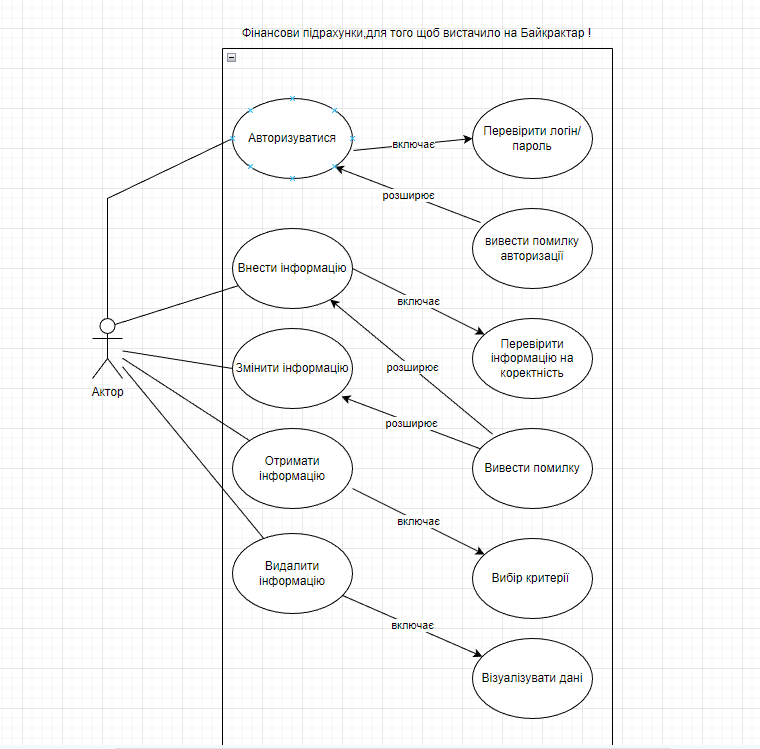 Фінансови підрахунки,для того щоб вистачило на Байкрактар !
Авторизуватися
включає
Перевірити логін/
пароль
розширює
вивести помилку
авторизації
Внести інформацію
включає
Перевірити
інформацію на
коректність
Змінити інформацію
розширює
Актор
розширює
Отримати
інформацію
Вивести помилку
включає
Видалити
інформацію
Вибір критерії
включає
Візуалізувати дані